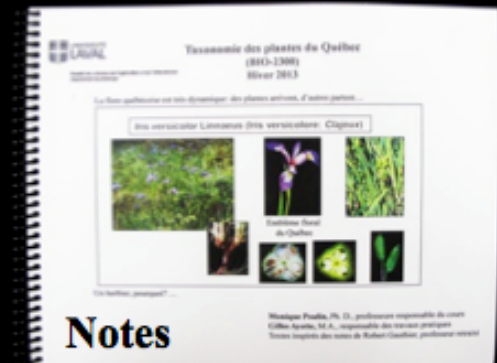 UNIVERSITÉ
LAVAL
Taxonomie des plantes du Québec
(BIO-2300)
Hiver 2013
La flore québécoise est très dynamique: des plantes arrivent, d'autres partent…
Iris versicolor Linnaeus (Iris versicolore: Clajeux)
Emblème floral
du Québec
Un herbier, pourquoi? …
Monique Poulin, Ph. D., professeure responsable du cours
Gilles Ayotte, M.A., responsable des travaux pratiques
Textes inspirés des notes de Robert Gauthier, professeur retraité
Notes